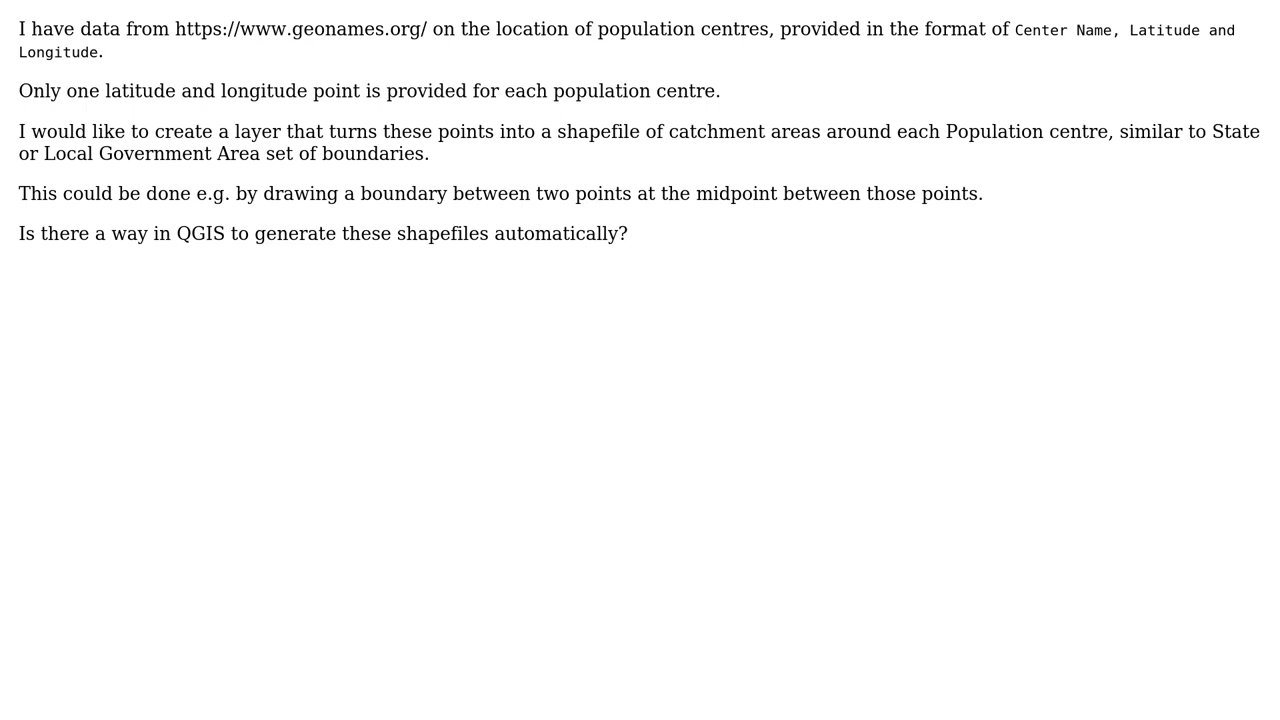 I have data from https://www.geonames.org/ on the location of population centres, provided in the format of Center Name, Latitude and
Longitude.
Only one latitude and longitude point is provided for each population centre.
I would like to create a layer that turns these points into a shapefile of catchment areas around each Population centre, similar to State
or Local Government Area set of boundaries.
This could be done e.g. by drawing a boundary between two points at the midpoint between those points.
Is there a way in QGIS to generate these shapefiles automatically?